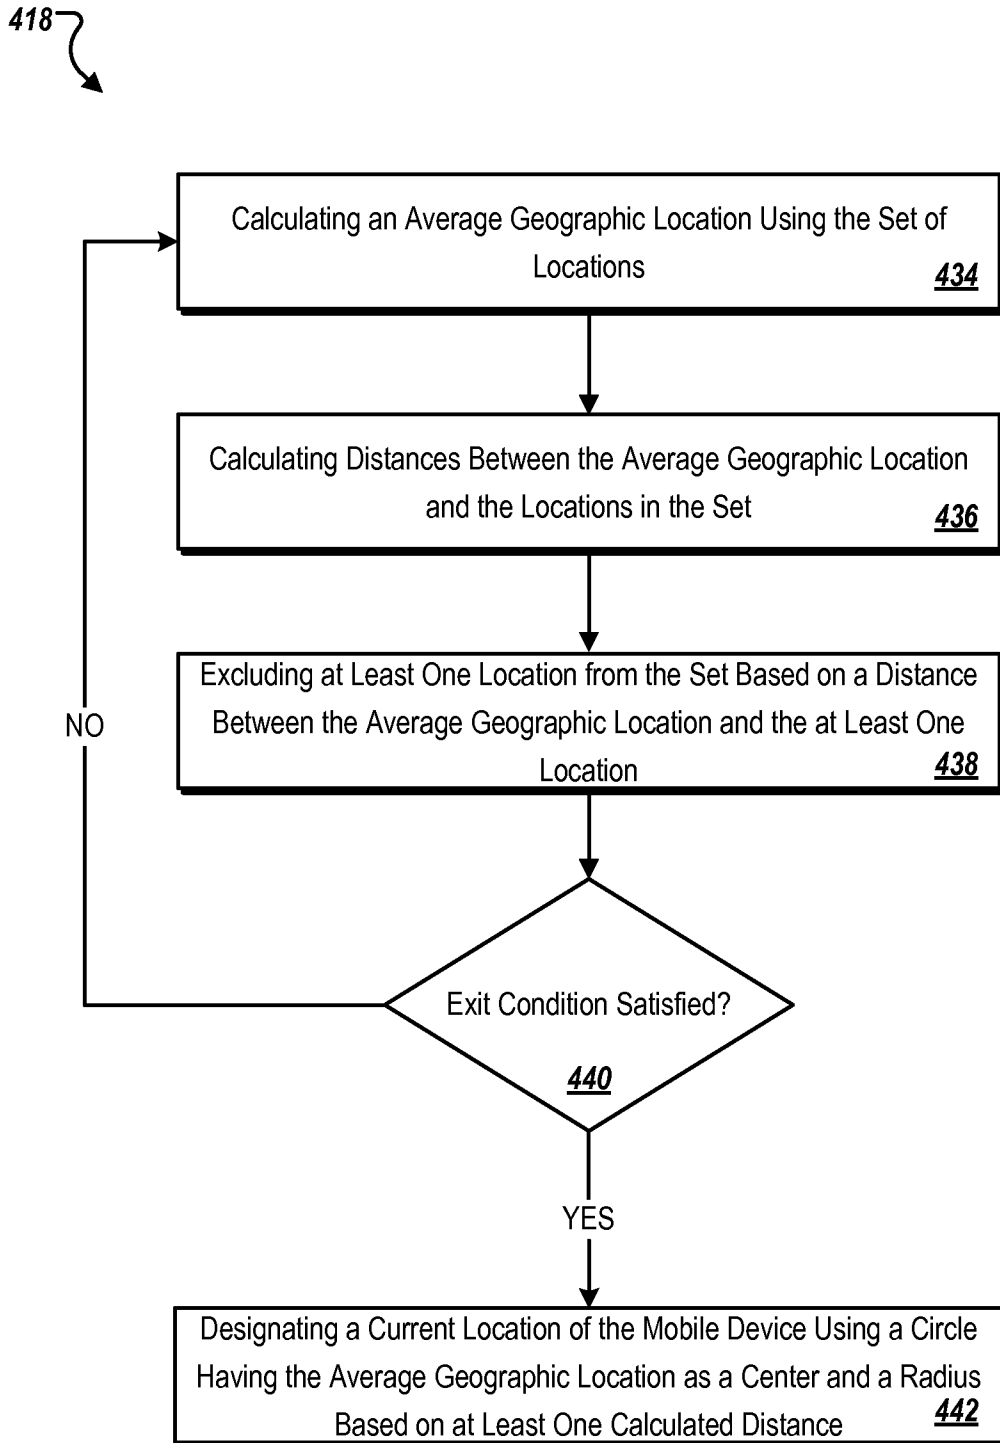 418
Calculating an Average Geographic Location Using the Set of
Locations
434
Calculating Distances Between the Average Geographic Location
and the Locations in the Set
436
Excluding at Least One Location from the Set Based on a Distance
Between the Average Geographic Location and the at Least One
Location
438
NO
Exit Condition Satisfied?
440
YES
Designating a Current Location of the Mobile Device Using a Circle
Having the Average Geographic Location as a Center and a Radius
Based on at Least One Calculated Distance
442